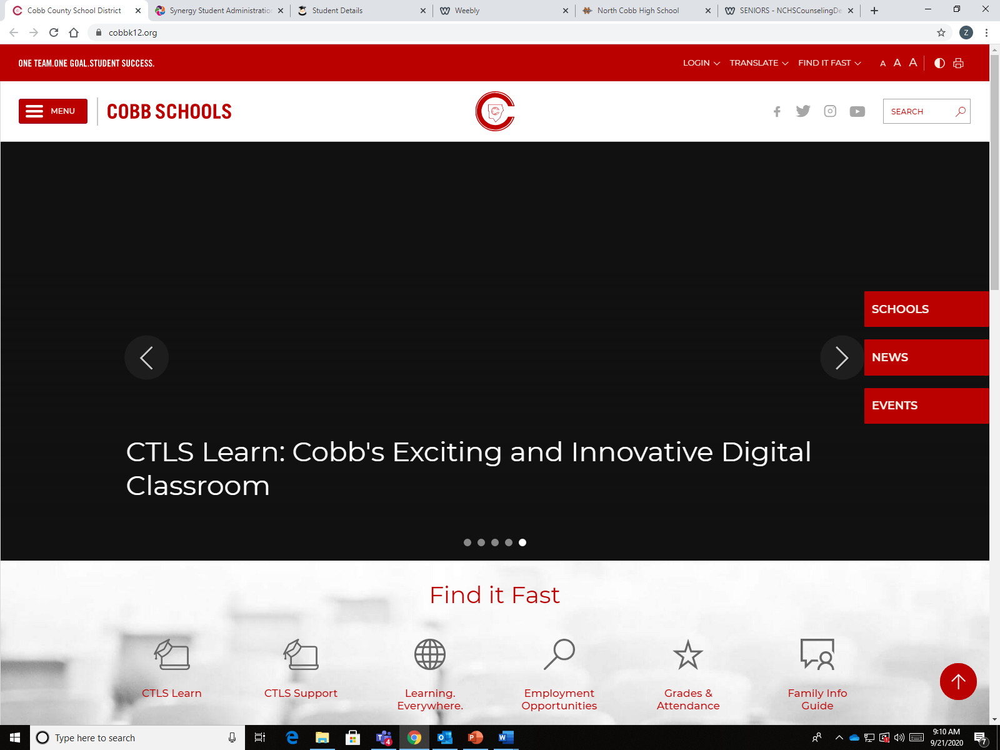 Cobb County School District
Synergy Student Administratio
Student Details
Weebly
North Cobb High School
SENIORS - NCHSCounselingDe
cobbk12.org
Z
ONE TEAM.ONE GOAL.STUDENT SUCCESS.
LOGIN
TRANSLATE
FIND IT FAST
A A A
MENU
COBB SCHOOLS
C
SEARCH
SCHOOLS
NEWS
EVENTS
CTLS Learn: Cobb's Exciting and Innovative Digital
Classroom
Find it Fast
CTLS Learn
CTLS Support
Learning.
Everywhere.
Employment
Opportunities
Grades &
Attendance
Family Info
Guide
Type here to search
4
9:10 AM
9/21/2020
7